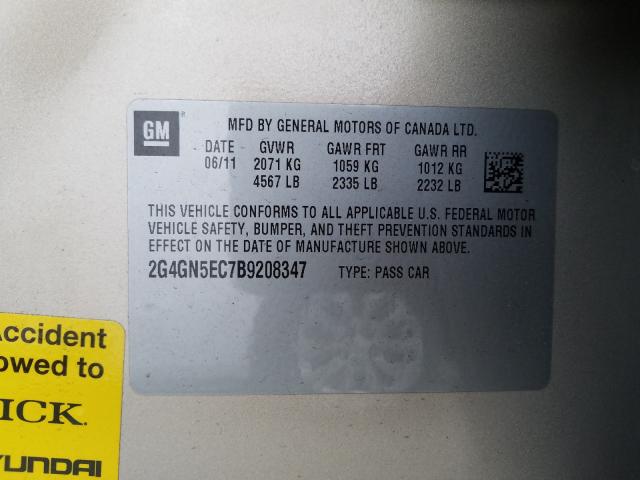 GM
MFD BY GENERAL MOTORS OF CANADA LTD.
DATE GVWR GAWR FRT GAWR RR
06/11 2071 KG 1059 KG 1012 KG
4567 LB 2335 LB 2232 LB
THIS VEHICLE CONFORMS TO ALL APPLICABLE U.S. FEDERAL MOTOR
VEHICLE SAFETY, BUMPER, AND THEFT PREVENTION STANDARDS IN
EFFECT ON THE DATE OF MANUFACTURE SHOWN ABOVE.
2G4GN5EC7B9208347 TYPE: PASS CAR
ccident
owed to
ICK.
YUNDAI